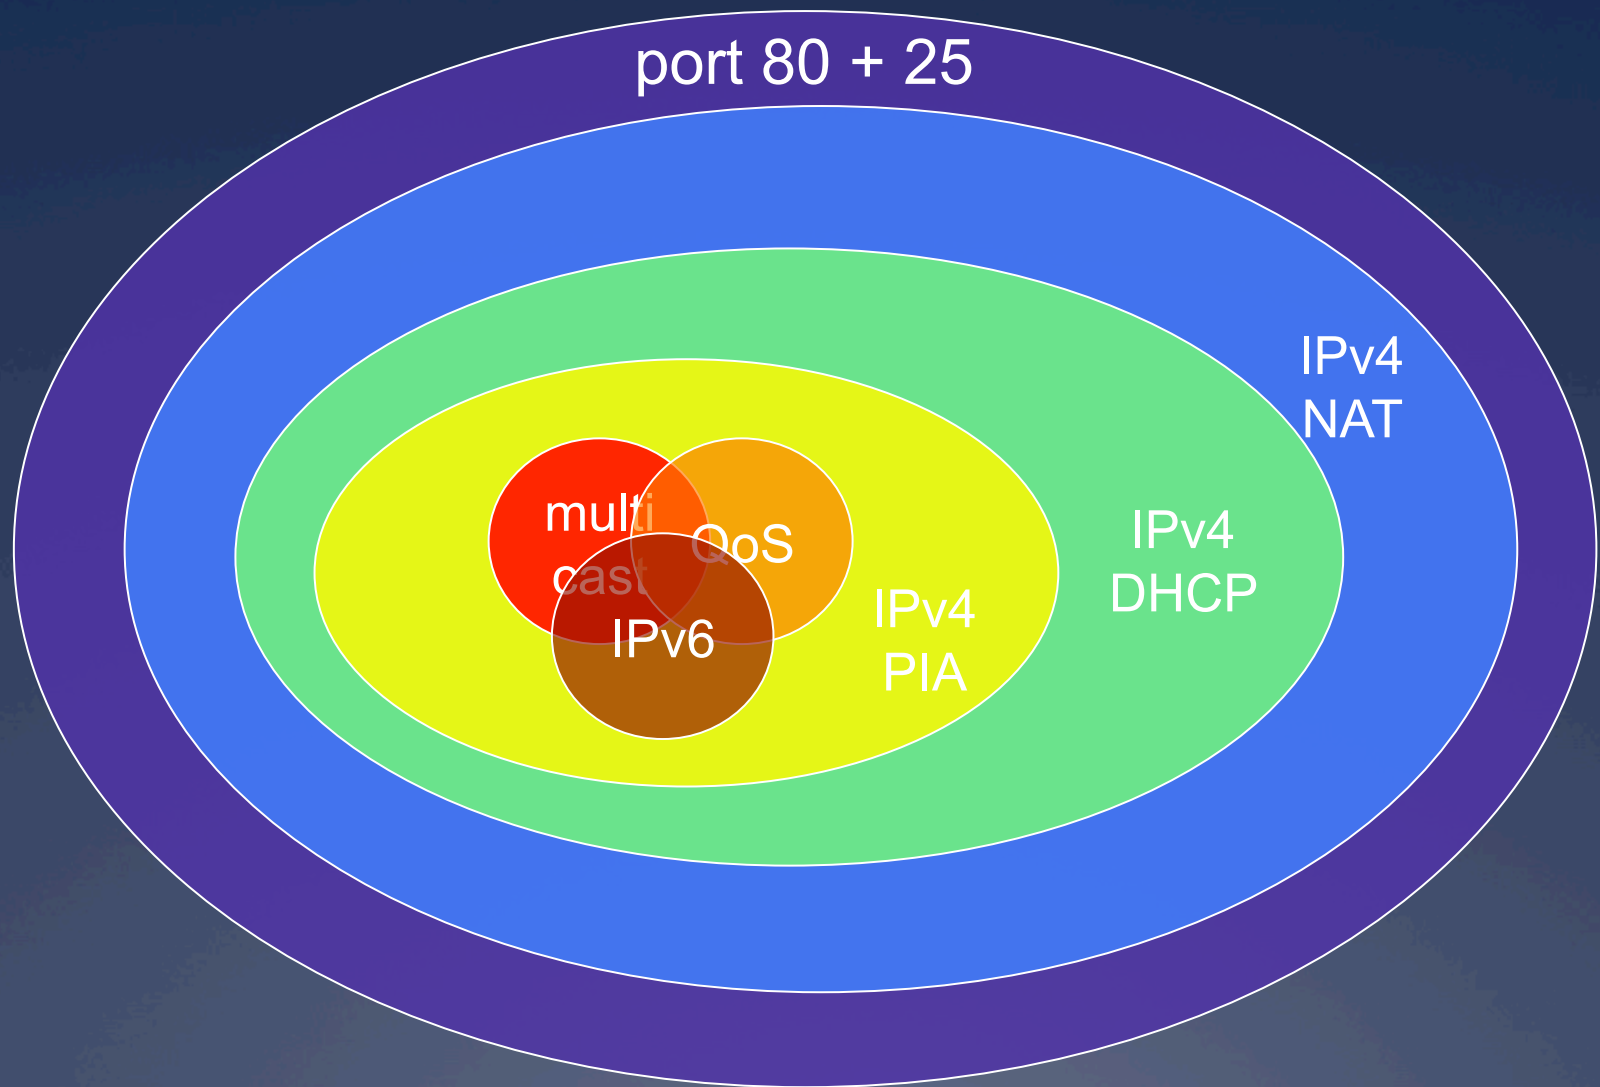 port 80 + 25
IPv4
NAT
multi
cast
QoS
IPv4
DHCP
IPv4
PIA
IPv6